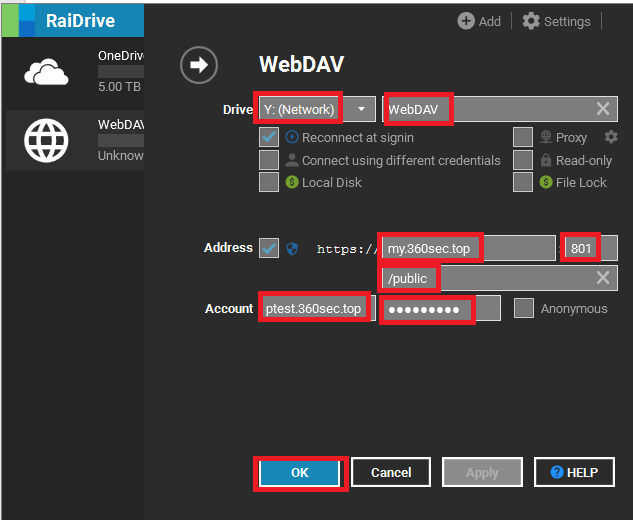 RaiDrive
Add
Settings
OneDrive
5.00 TB
WebDAV
Unknow
WebDAV
Drive Y: (Network) WebDAV
Reconnect at signin Proxy
Connect using different credentials Read-only
Local Disk File Lock
Address https:// my.360sec.top : 801
/public
Account ptest.360sec.top ●●●●●●●●● Anonymous
OK Cancel Apply HELP